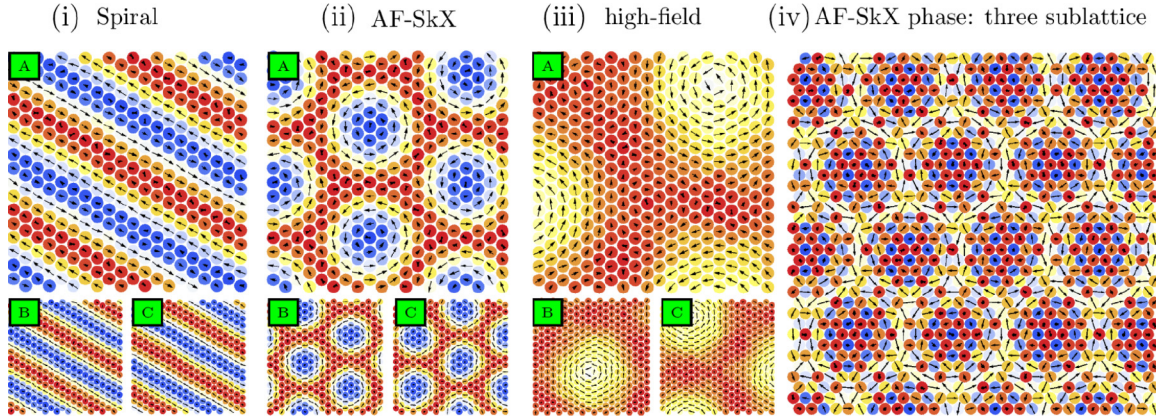 (i) Spiral
(ii) AF-SkX
(iii) high-field
(iv) AF-SkX phase: three sublattice
A
A
A
B
C
B
C
B
C